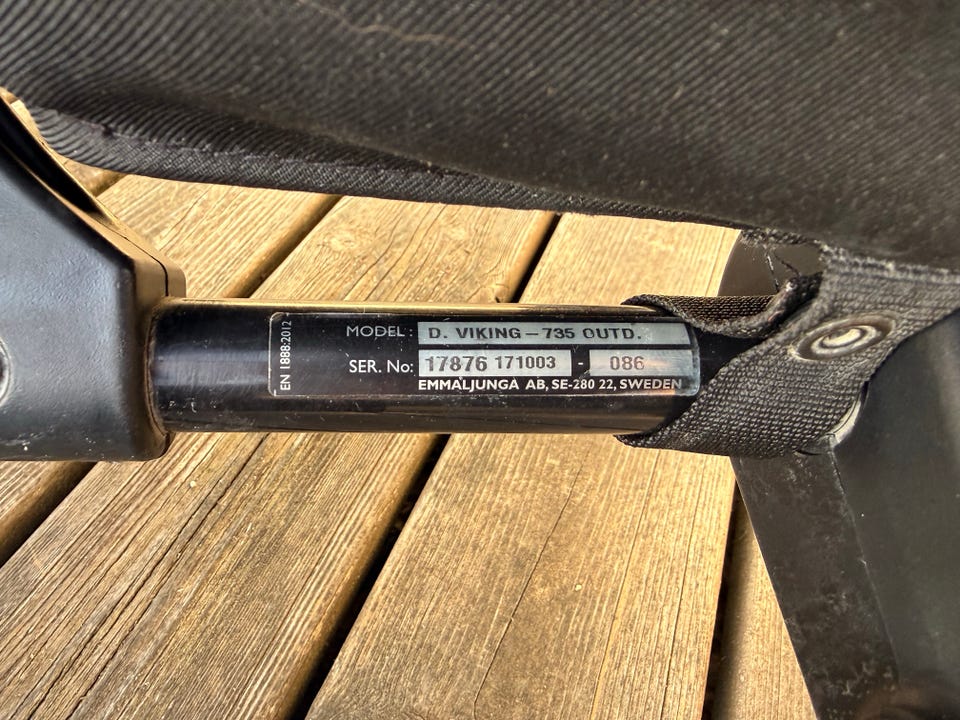 EN 1888:2012
MODEL: D. VIKING-735 OUTD.
SER. No: 17876 171003 - 086
EMMALJUNGA AB, SE-280 22, SWEDEN